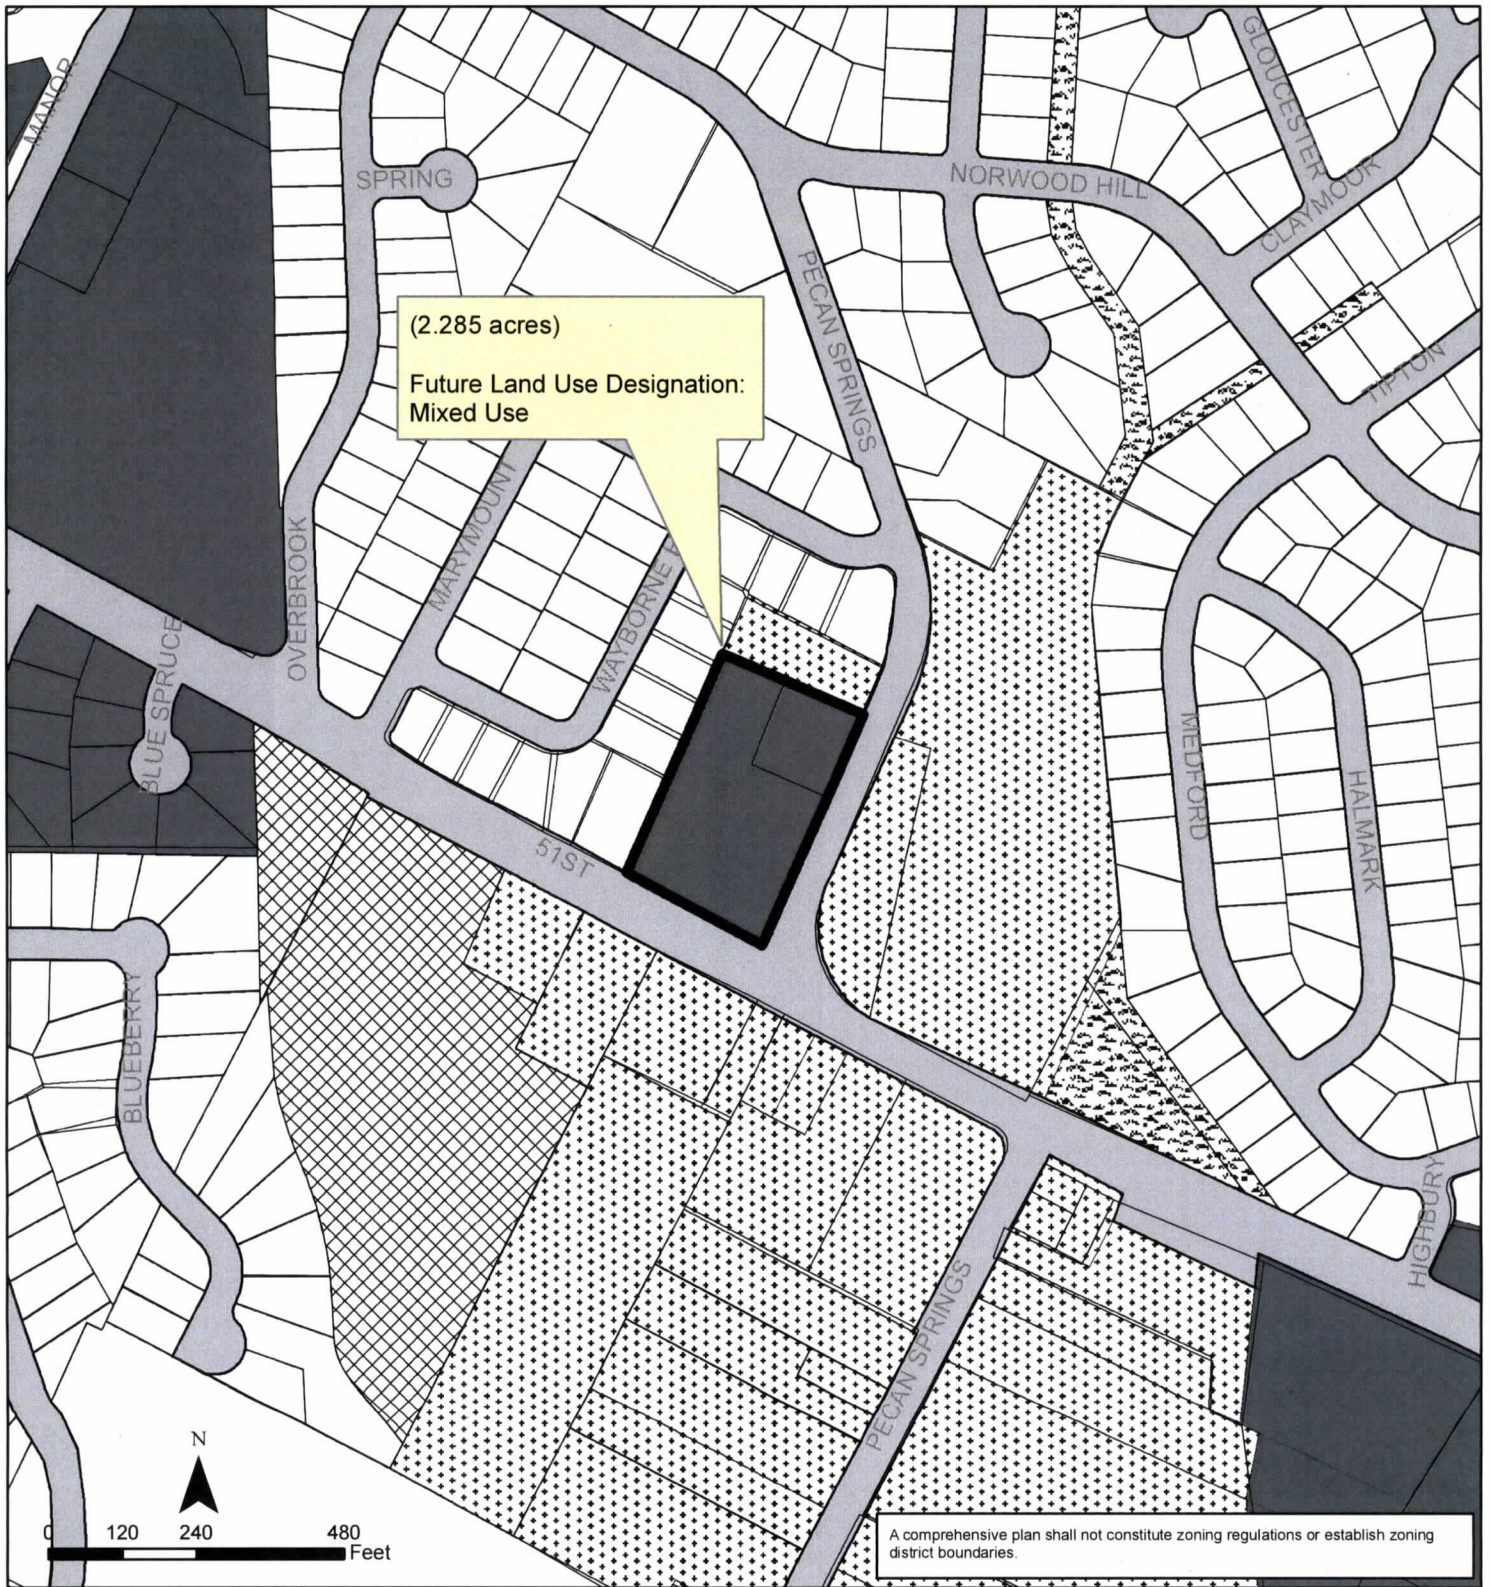 MANOR
GLOUCESTER
SPRING
NORWOOD HILL
CLAYMOOR
PECAN SPRINGS
(2.285 acres)
Future Land Use Designation:
Mixed Use
TIPTON
MARYMOUNT
OVERBROOK
WAYBORNE
BLUE SPRUCE
MEDFORD
HALMARK
51ST
BLUEBERRY
HIGHBURY
PECAN SPRINGS
N
0 120 240 480
Feet
A comprehensive plan shall not constitute zoning regulations or establish zoning
district boundaries.